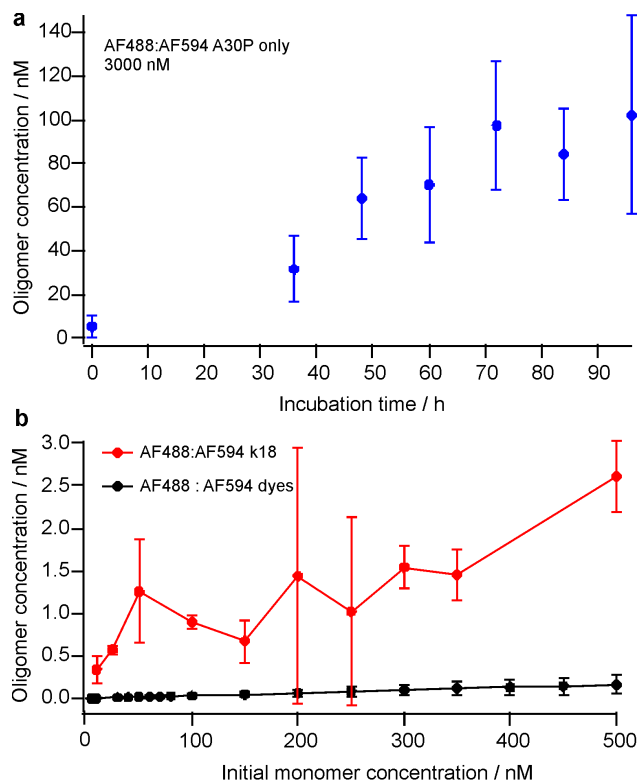 a
AF488:AF594 A30P only
3000 nM
Oligomer concentration / nM
140
120
100
80
60
40
20
0
0 10 20 30 40 50 60 70 80 90
Incubation time / h
b
AF488:AF594 k18
AF488 : AF594 dyes
Oligomer concentration / nM
3.0
2.5
2.0
1.5
1.0
0.5
0.0
0 100 200 300 400 500
Initial monomer concentration / nM